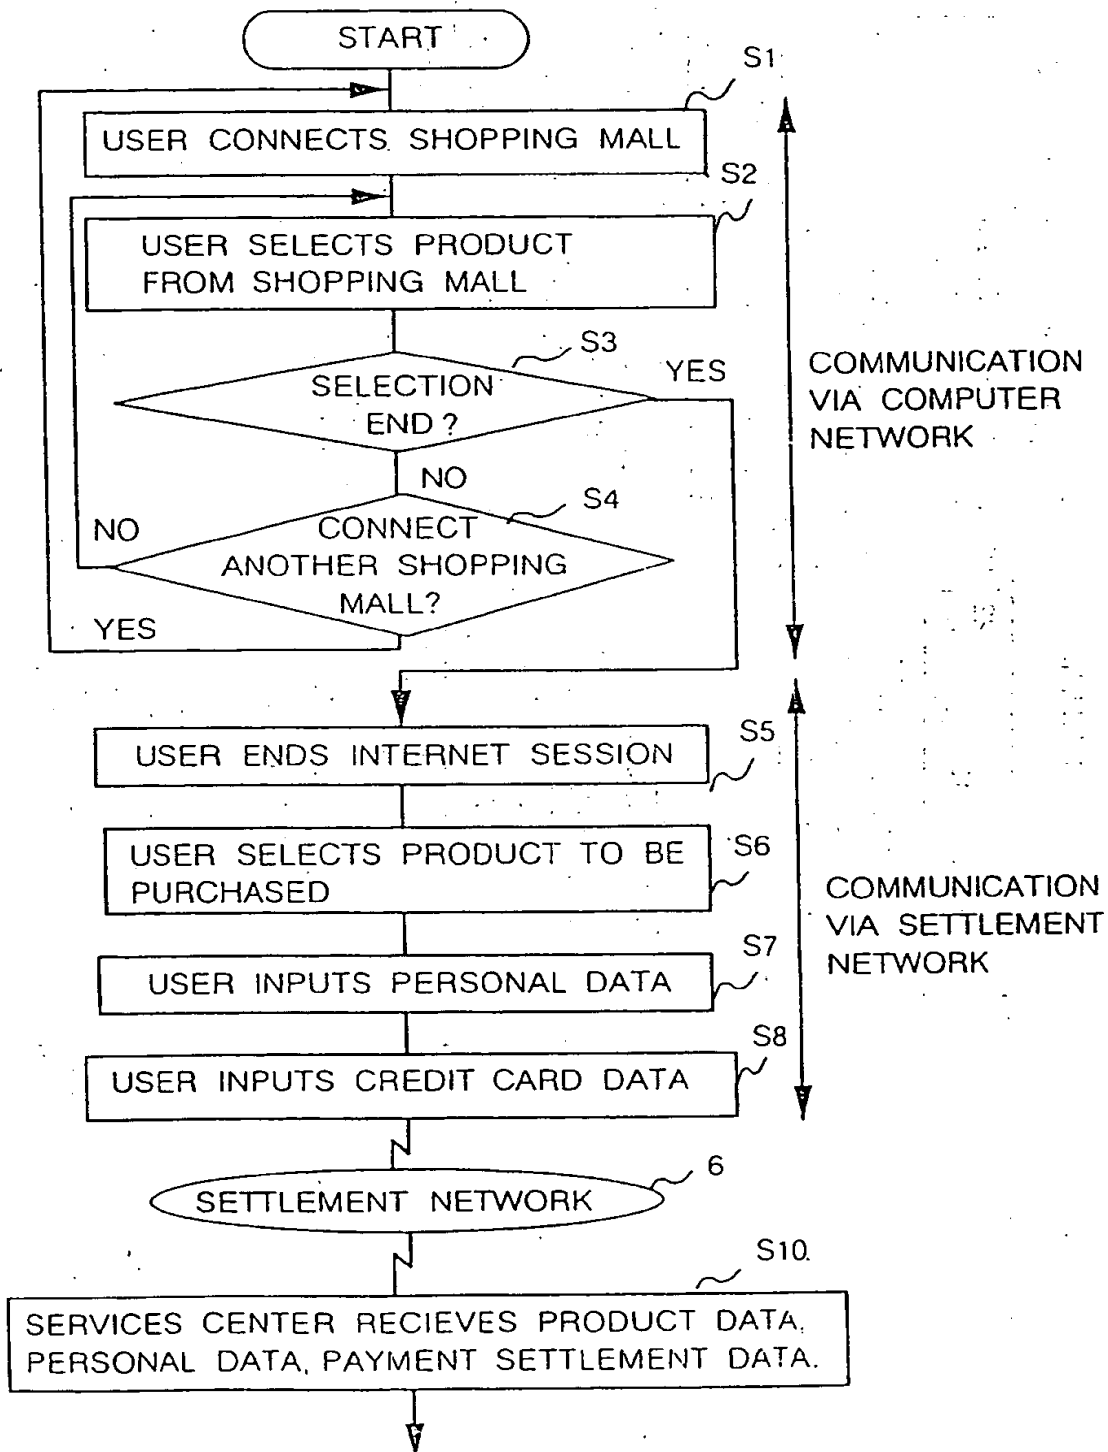 START
S1
USER CONNECTS SHOPPING MALL
S2
USER SELECTS PRODUCT
FROM SHOPPING MALL
S3
SELECTION
END?
YES
COMMUNICATION
VIA COMPUTER
NETWORK
NO
S4
CONNECT
ANOTHER SHOPPING
MALL?
NO
YES
S5
USER ENDS INTERNET SESSION
S6
USER SELECTS PRODUCT TO BE
PURCHASED
COMMUNICATION
VIA SETTLEMENT
NETWORK
S7
USER INPUTS PERSONAL DATA
S8
USER INPUTS CREDIT CARD DATA
6
SETTLEMENT NETWORK
S10
SERVICES CENTER RECIEVES PRODUCT DATA,
PERSONAL DATA, PAYMENT SETTLEMENT DATA.